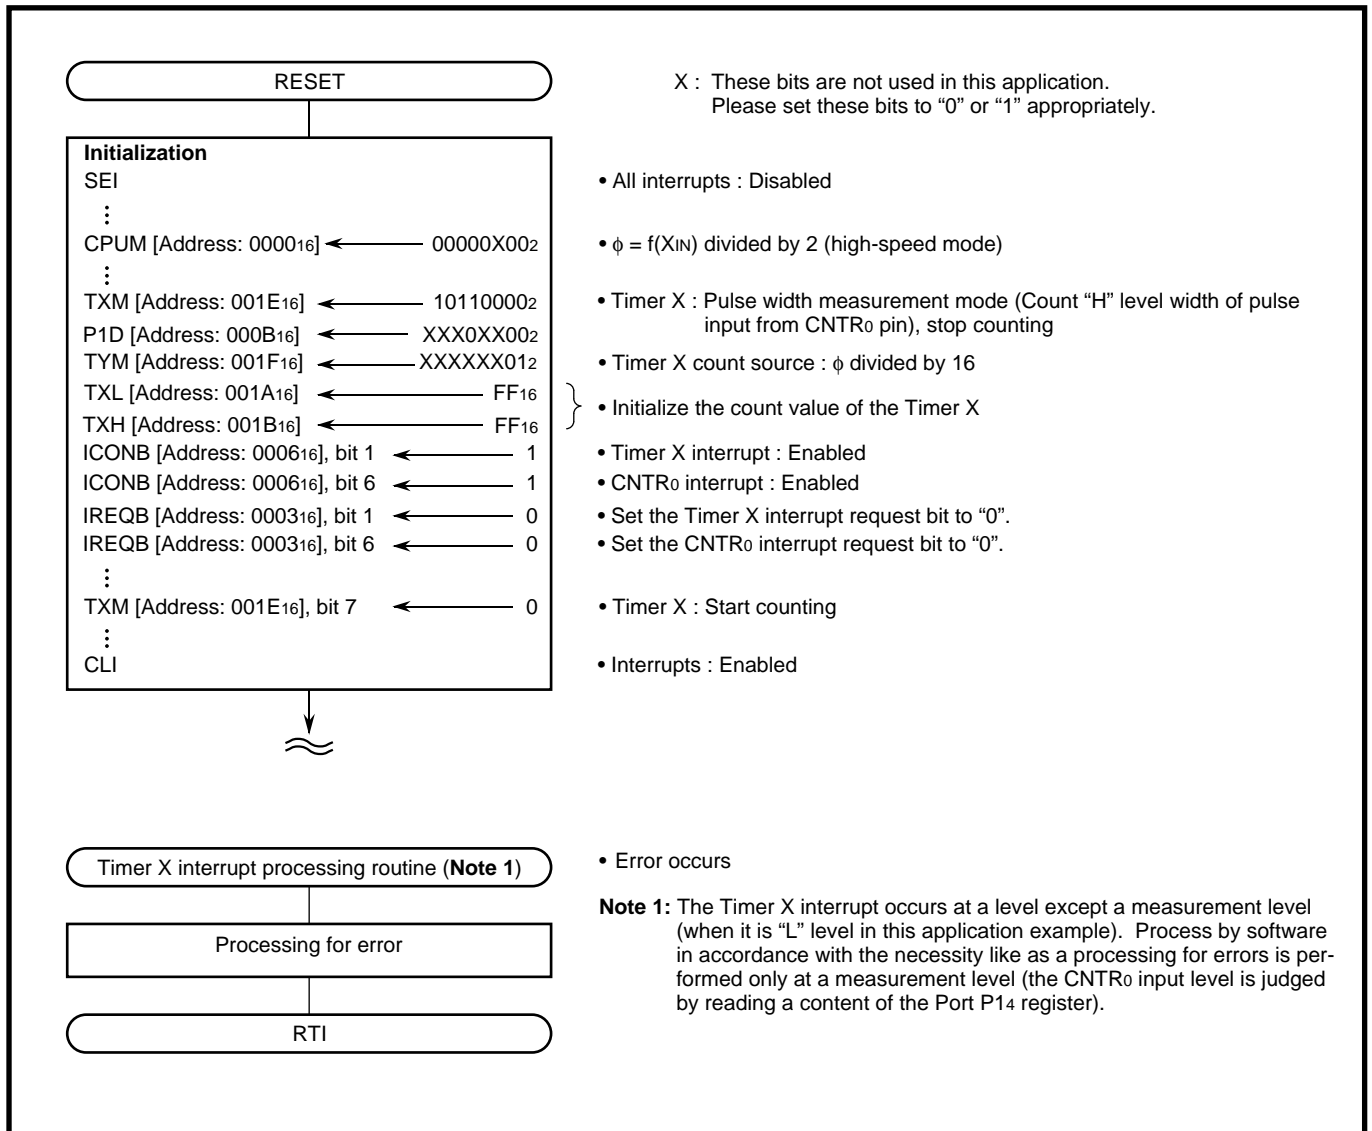 RESET
X : These bits are not used in this application.
Please set these bits to “0” or “1” appropriately.
Initialization
SEI
• All interrupts : Disabled
CPUM [Address: 000016] 00000X002
• ϕ = f(XIN) divided by 2 (high-speed mode)
TXM [Address: 001E16] 101100002
• Timer X : Pulse width measurement mode (Count “H” level width of pulse
input from CNTR0 pin), stop counting
P1D [Address: 000B16] XXX0XX002
TYM [Address: 001F16] XXXXXX012
• Timer X count source : ϕ divided by 16
TXL [Address: 001A16] FF16
• Initialize the count value of the Timer X
TXH [Address: 001B16] FF16
ICONB [Address: 000616], bit 1 1
• Timer X interrupt : Enabled
ICONB [Address: 000616], bit 6 1
• CNTR0 interrupt : Enabled
IREQB [Address: 000316], bit 1 0
• Set the Timer X interrupt request bit to “0”.
IREQB [Address: 000316], bit 6 0
• Set the CNTR0 interrupt request bit to “0”.
TXM [Address: 001E16], bit 7 0
• Timer X : Start counting
CLI
• Interrupts : Enabled
Timer X interrupt processing routine (Note 1)
• Error occurs
Processing for error
RTI
Note 1: The Timer X interrupt occurs at a level except a measurement level
(when it is “L” level in this application example). Process by software
in accordance with the necessity like as a processing for errors is per-
formed only at a measurement level (the CNTR0 input level is judged
by reading a content of the Port P14 register).